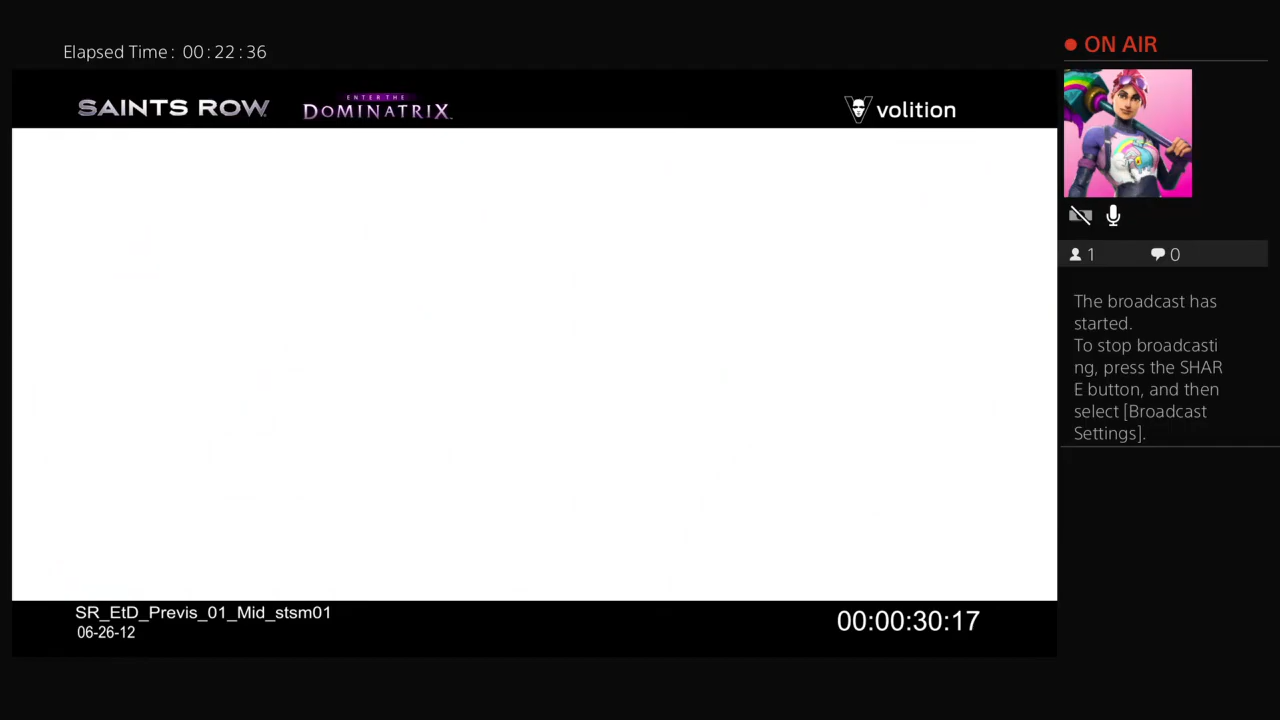 Elapsed Time: 00:22:36
ON AIR
SAINTS ROW
ENTER THE
DOMINATRIX
volition
1
0
The broadcast has
started.
To stop broadcasti
ng, press the SHAR
E button, and then
select [Broadcast
Settings].
SR_EtD_Previs_01_Mid_stsm01
06-26-12
00:00:30:17